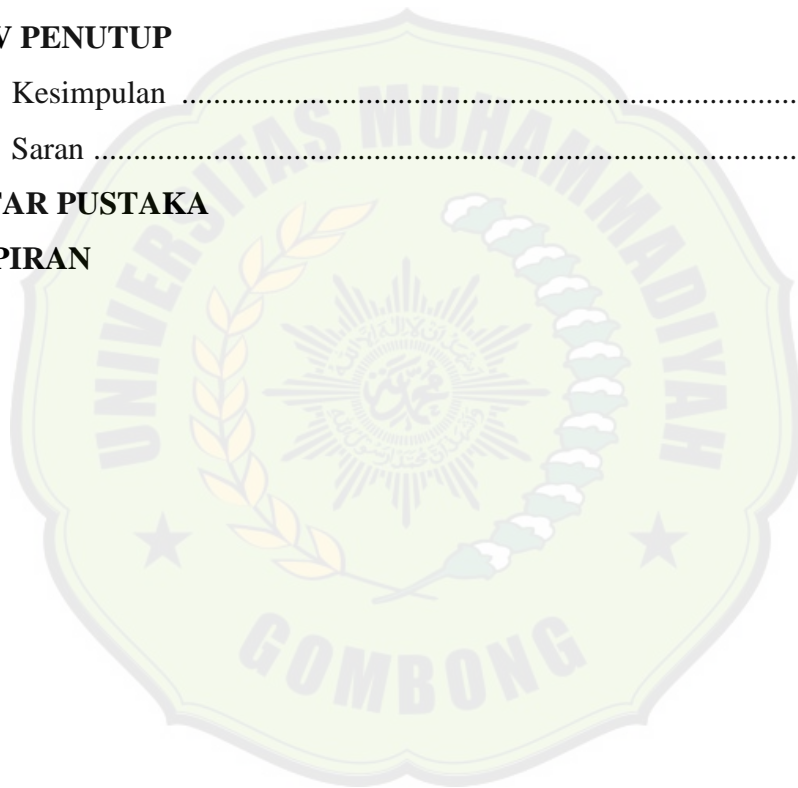 V PENUTUP
Kesimpulan ..................................................................
Saran ...........................................................................
TAR PUSTAKA
PIRAN
UNIVERSITAS MUHAMMADIYAH
GOMBONG